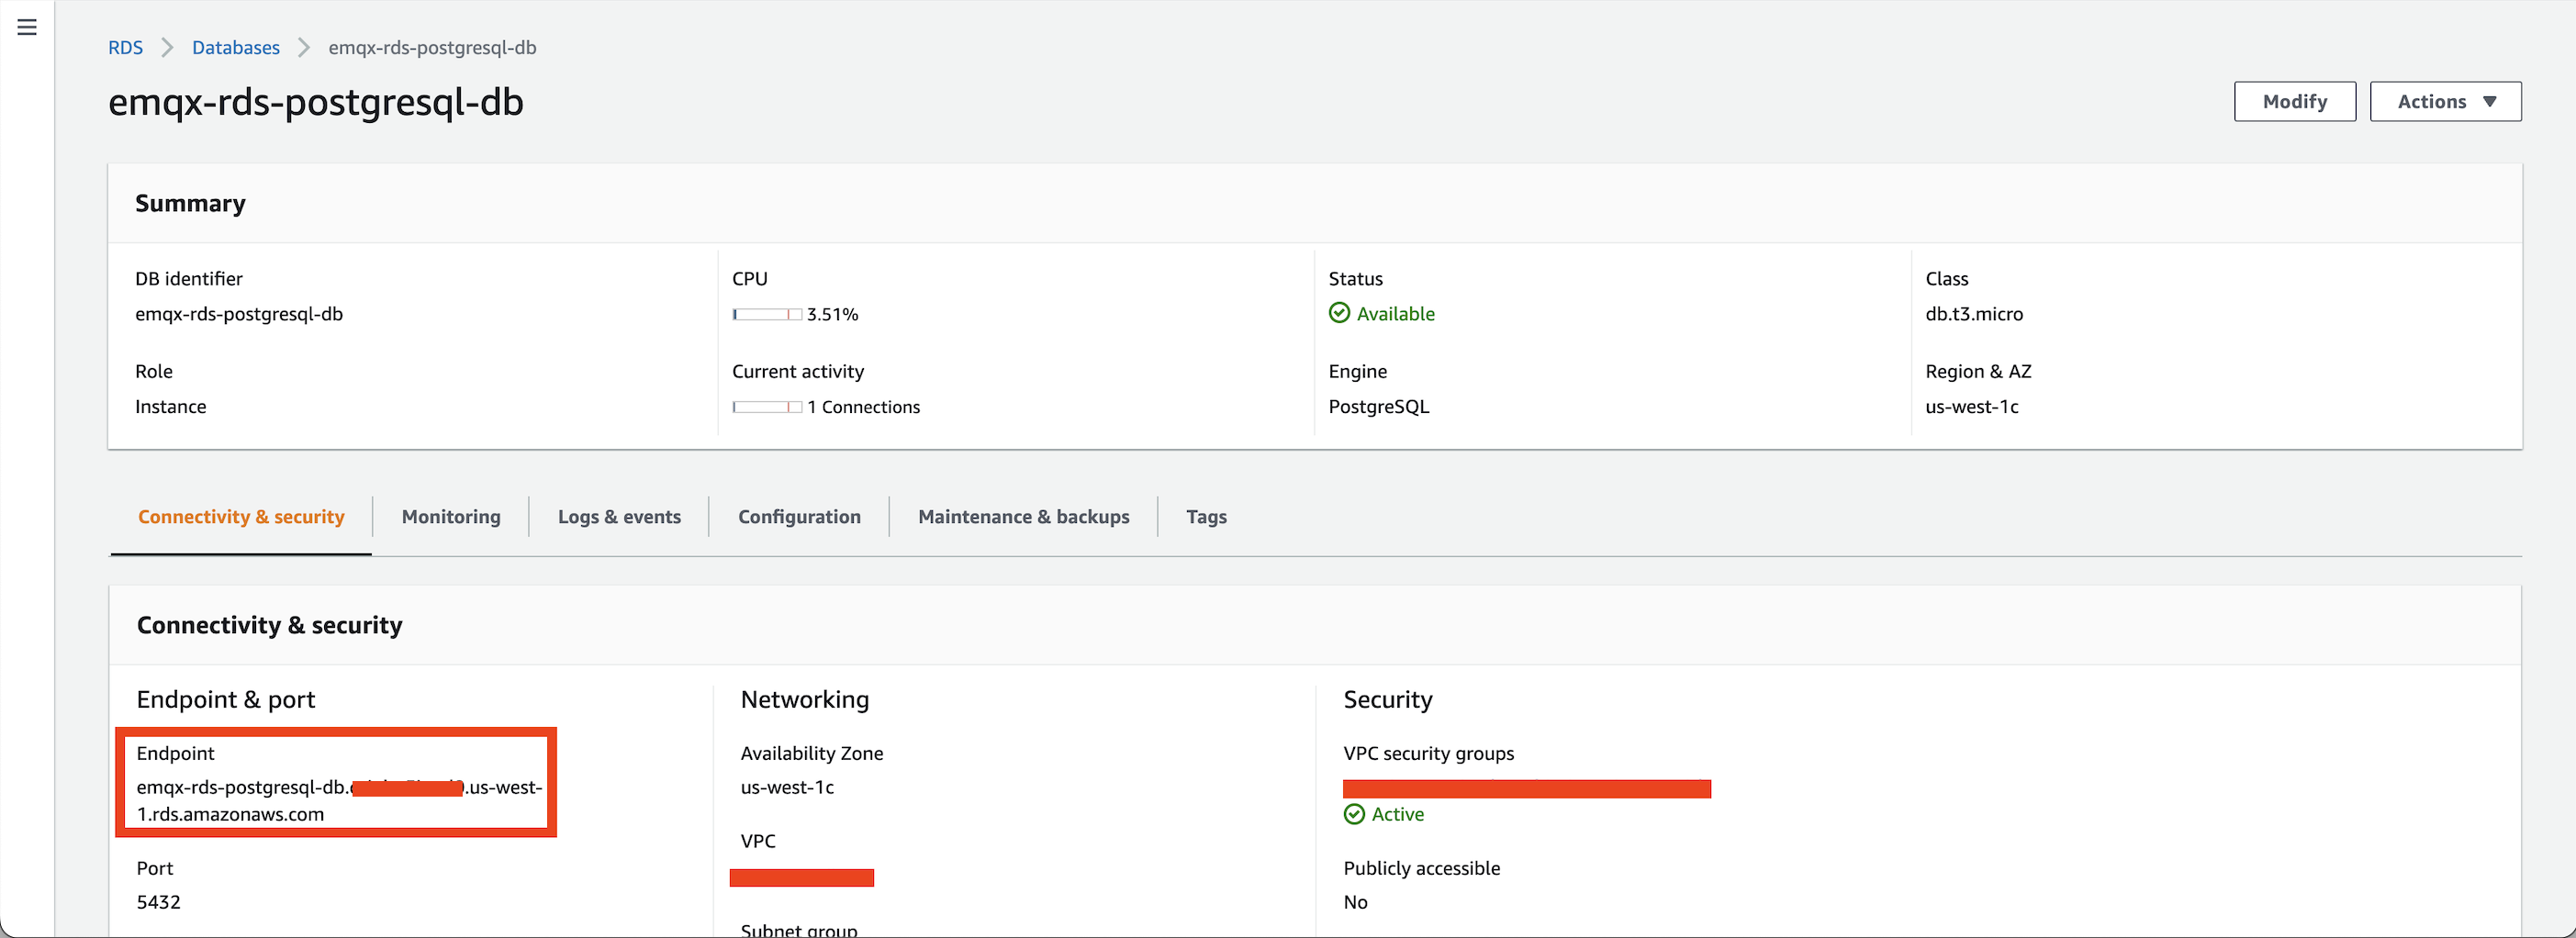 RDS > Databases > emqx-rds-postgresql-db
emqx-rds-postgresql-db
Modify
Actions
Summary
DB identifier
emqx-rds-postgresql-db
CPU
3.51%
Status
Available
Class
db.t3.micro
Role
Instance
Current activity
1 Connections
Engine
PostgreSQL
Region & AZ
us-west-1c
Connectivity & security
Monitoring
Logs & events
Configuration
Maintenance & backups
Tags
Connectivity & security
Endpoint & port
Endpoint
emqx-rds-postgresql-db. .us-west-
1.rds.amazonaws.com
Port
5432
Networking
Availability Zone
us-west-1c
VPC
Subnet group
Security
VPC security groups
Active
Publicly accessible
No